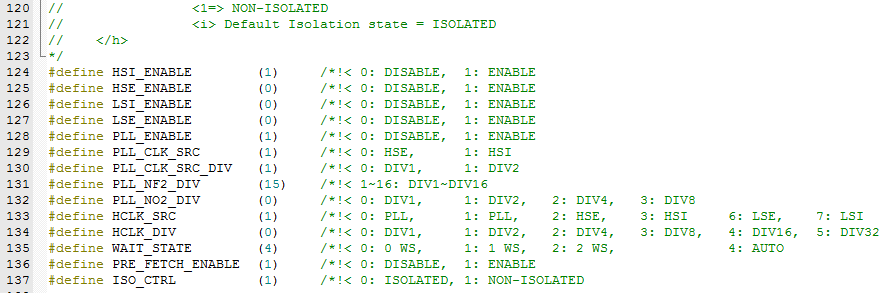 120 //                <1=> NON-ISOLATED
121 //                <i> Default Isolation state = ISOLATED
122 //    </h>
123 */
124 #define HSI_ENABLE        (1)     /*!< 0: DISABLE,  1: ENABLE
125 #define HSE_ENABLE        (0)     /*!< 0: DISABLE,  1: ENABLE
126 #define LSI_ENABLE        (0)     /*!< 0: DISABLE,  1: ENABLE
127 #define LSE_ENABLE        (0)     /*!< 0: DISABLE,  1: ENABLE
128 #define PLL_ENABLE        (1)     /*!< 0: DISABLE,  1: ENABLE
129 #define PLL_CLK_SRC       (1)     /*!< 0: HSE,      1: HSI
130 #define PLL_CLK_SRC_DIV   (1)     /*!< 0: DIV1,     1: DIV2
131 #define PLL_NF2_DIV       (15)    /*!< 1~16: DIV1~DIV16
132 #define PLL_NO2_DIV       (0)     /*!< 0: DIV1,     1: DIV2,   2: DIV4,   3: DIV8
133 #define HCLK_SRC          (1)     /*!< 0: PLL,      1: PLL,    2: HSE,    3: HSI     6: LSE,    7: LSI
134 #define HCLK_DIV          (0)     /*!< 0: DIV1,     1: DIV2,   2: DIV4,   3: DIV8,   4: DIV16,  5: DIV32
135 #define WAIT_STATE        (4)     /*!< 0: 0 WS,     1: 1 WS,   2: 2 WS,              4: AUTO
136 #define PRE_FETCH_ENABLE  (1)     /*!< 0: DISABLE,  1: ENABLE
137 #define ISO_CTRL          (1)     /*!< 0: ISOLATED, 1: NON-ISOLATED